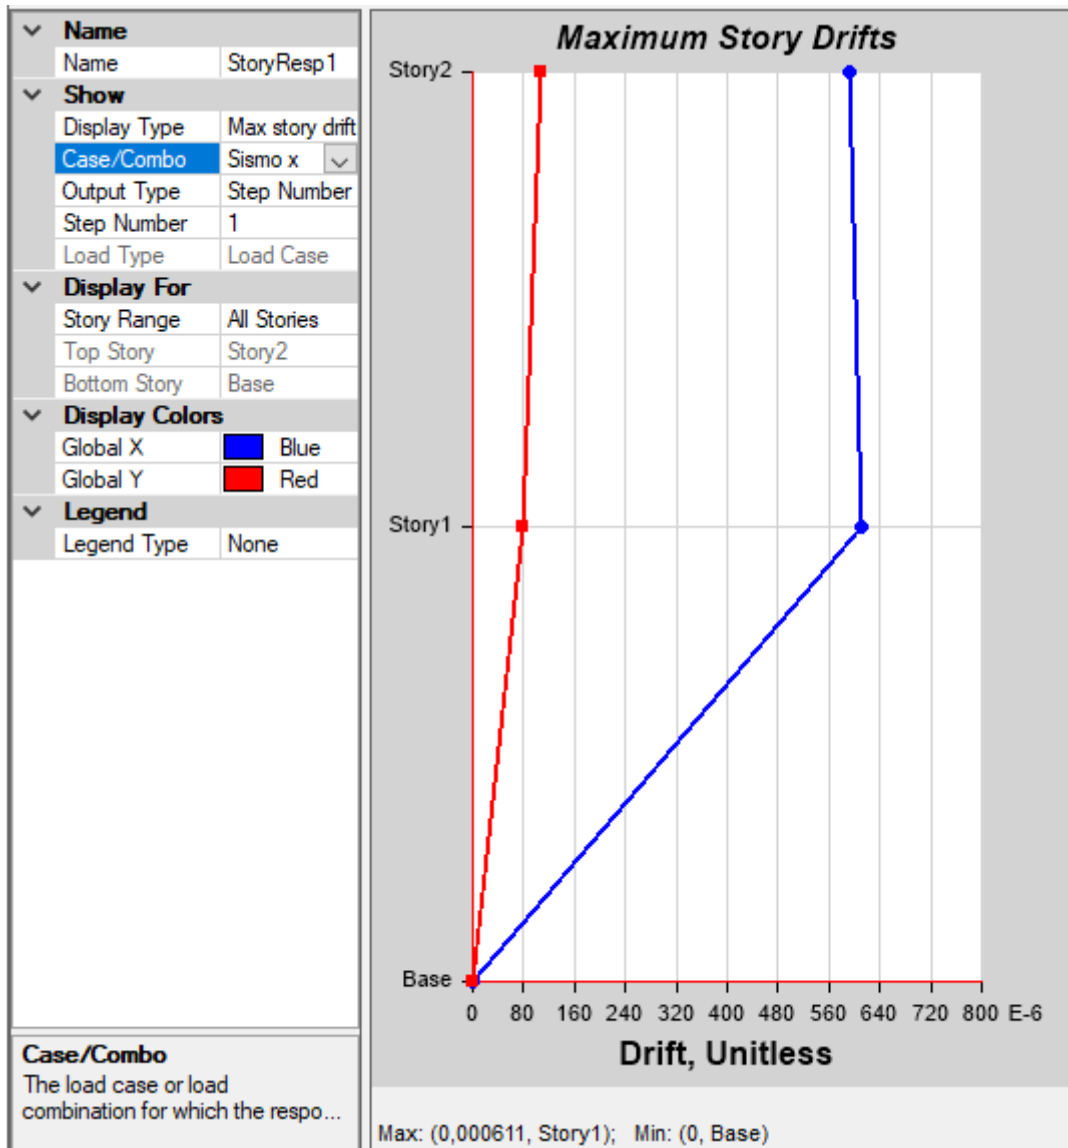 Name
Name StoryResp1
Show
Display Type Max story drift
Case/Combo Sismo x
Output Type Step Number
Step Number 1
Load Type Load Case
Display For
Story Range All Stories
Top Story Story2
Bottom Story Base
Display Colors
Global X Blue
Global Y Red
Legend
Legend Type None
Case/Combo
The load case or load
combination for which the respo...
Maximum Story Drifts
Story2
Story1
Base
0 80 160 240 320 400 480 560 640 720 800 E-6
Drift, Unitless
Max: (0,000611, Story1); Min: (0, Base)